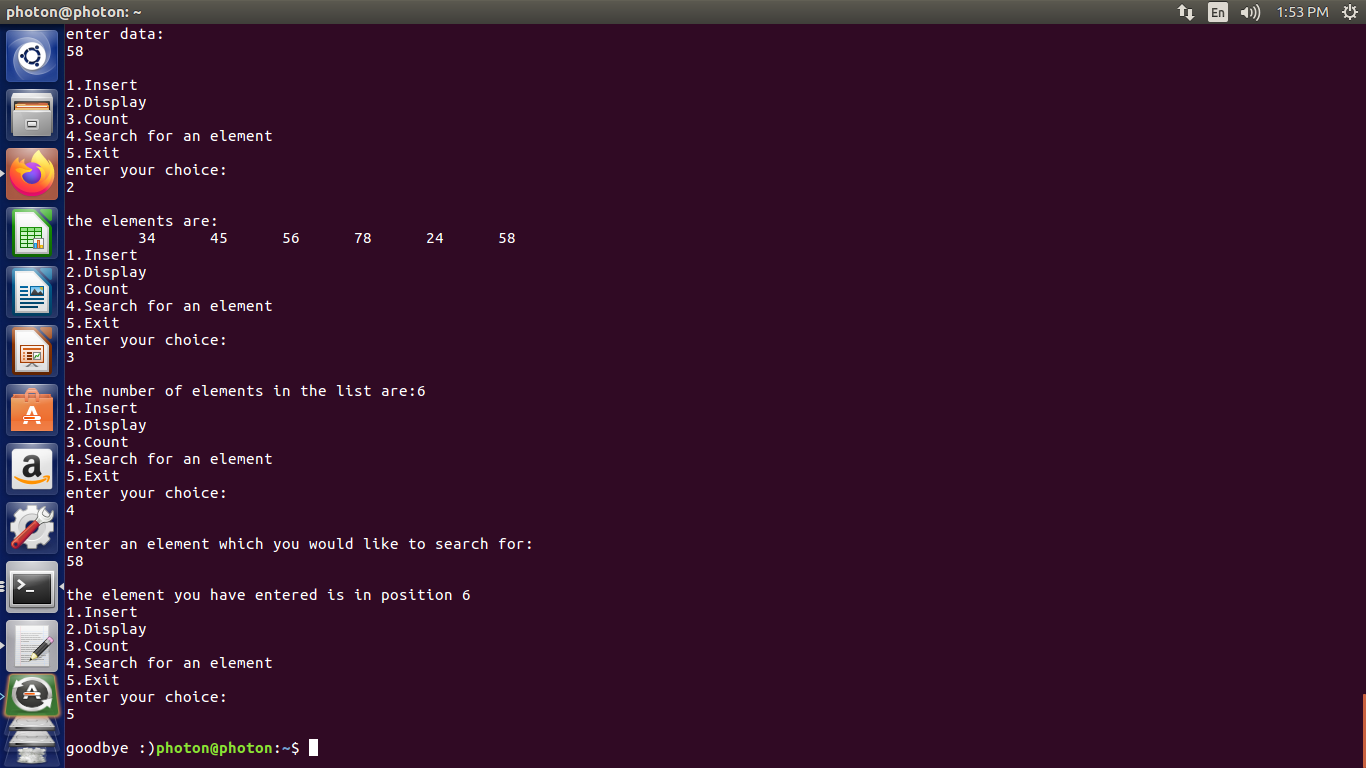 photon@photon: ~
En
1:53 PM
enter data:
58
1.Insert
2.Display
3.Count
4.Search for an element
5.Exit
enter your choice:
2
the elements are:
34 45 56 78 24 58
1.Insert
2.Display
3.Count
4.Search for an element
5.Exit
enter your choice:
3
the number of elements in the list are:6
1.Insert
2.Display
3.Count
4.Search for an element
5.Exit
enter your choice:
4
enter an element which you would like to search for:
58
the element you have entered is in position 6
1.Insert
2.Display
3.Count
4.Search for an element
5.Exit
enter your choice:
5
goodbye :)photon@photon:~$